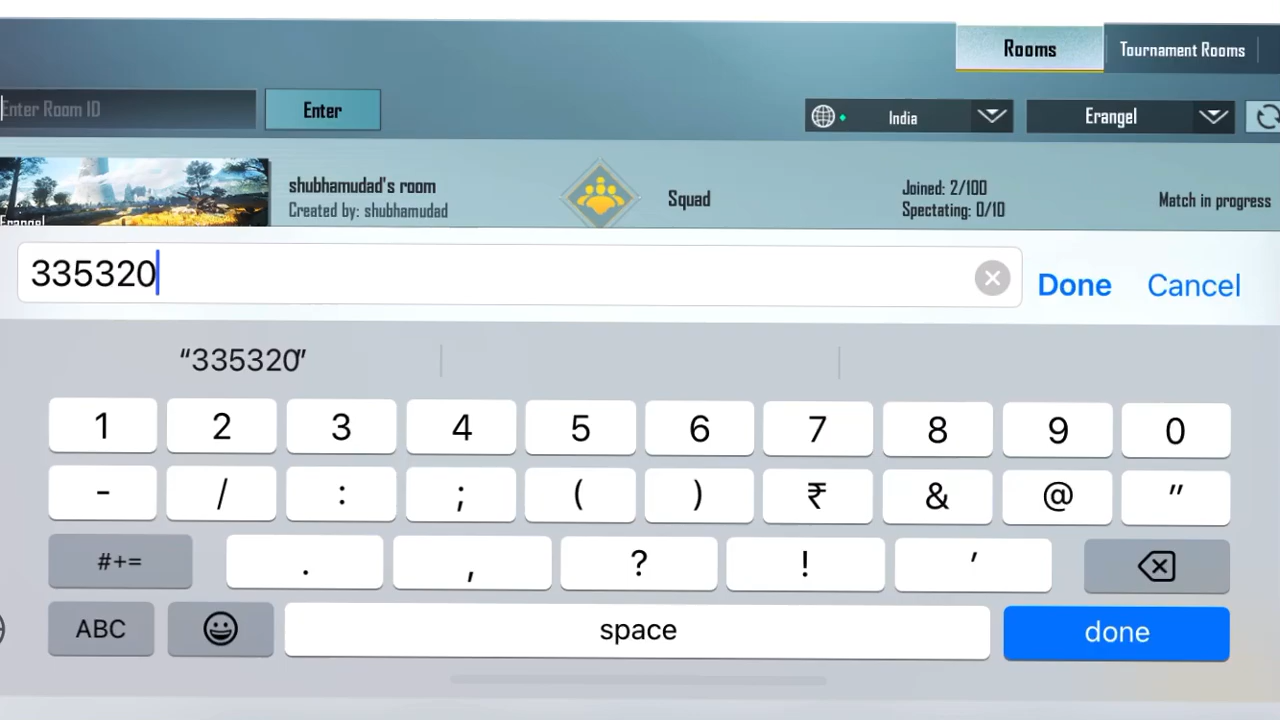 Rooms
Tournament Rooms
Enter Room ID
Enter
India
Erangel
Erangel
shubhamudad's room
Created by: shubhamudad
Squad
Joined: 2/100
Spectating: 0/10
Match in progress
335320
Done
Cancel
“335320”
1 2 3 4 5 6 7 8 9 0
- / : ; ( ) ₹ & @ "
#+= . , ? ! '
ABC space done